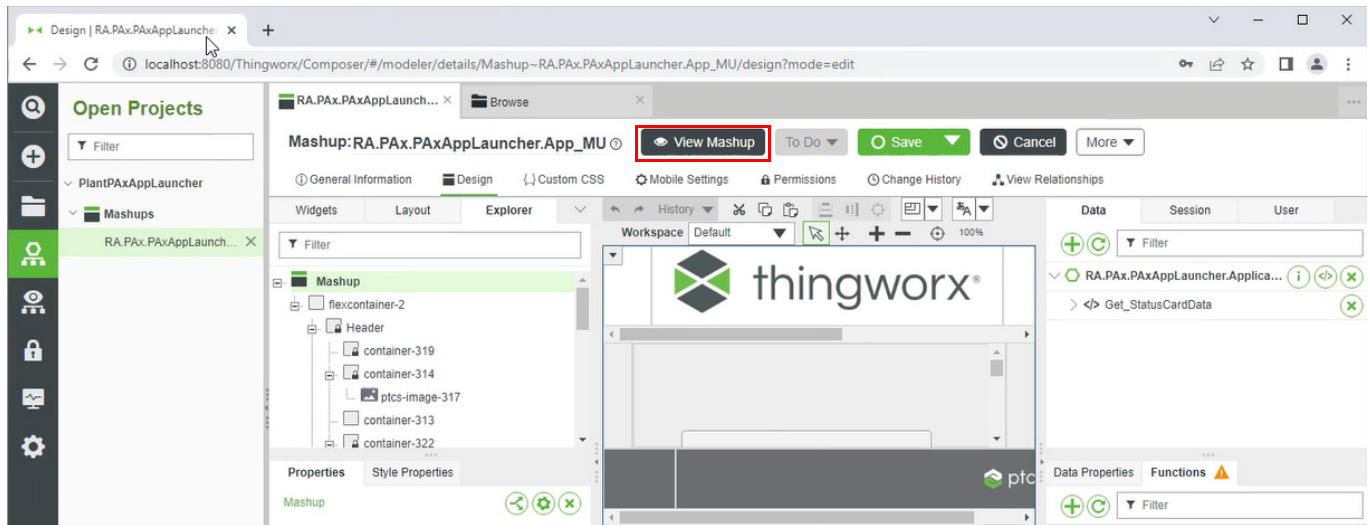 Design | RA.PAx.PAxAppLauncher
localhost:8080/Thingworx/Composer/#/modeler/details/Mashup~RA.PAx.PAxAppLauncher.App_MU/design?mode=edit
Open Projects
Filter
PlantPAxAppLauncher
Mashups
RA.PAx.PAxAppLaunch...
RA.PAx.PAxAppLaunch...
Browse
Mashup:RA.PAx.PAxAppLauncher.App_MU
View Mashup
To Do
Save
Cancel
More
General Information
Design
Custom CSS
Mobile Settings
Permissions
Change History
View Relationships
Widgets
Layout
Explorer
Filter
Mashup
flexcontainer-2
Header
container-319
container-314
ptcs-image-317
container-313
container-322
Properties
Style Properties
Mashup
History
Workspace
Default
100%
thingworx®
ptc
Data
Session
User
Filter
RA.PAx.PAxAppLauncher.Applica...
</> Get_StatusCardData
Data Properties
Functions
Filter